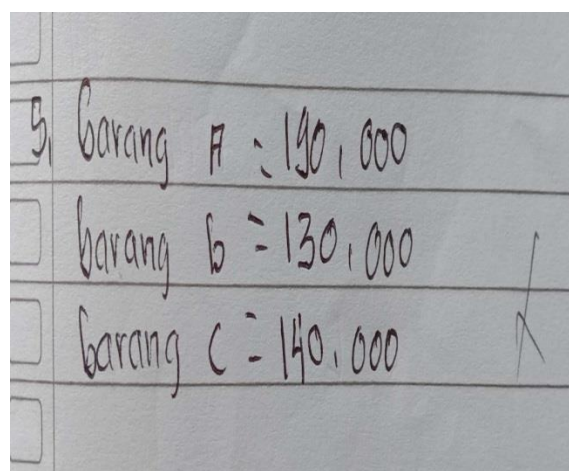 5. barang A = 190,000
barang b = 130,000
barang C = 140.000